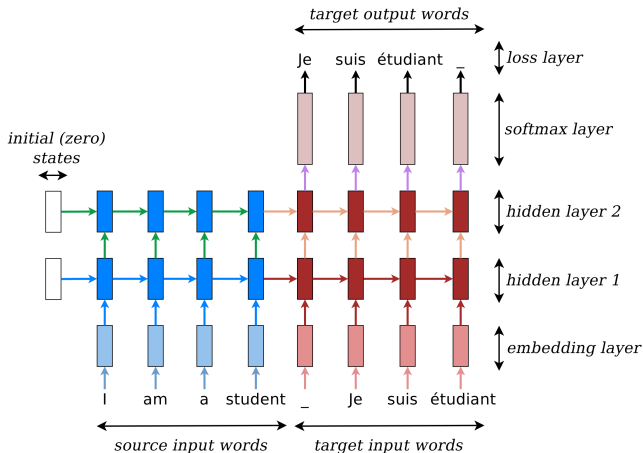 target output words
Je suis étudiant _
loss layer
softmax layer
initial (zero)
states
hidden layer 2
hidden layer 1
embedding layer
I am a student _ Je suis étudiant
source input words target input words